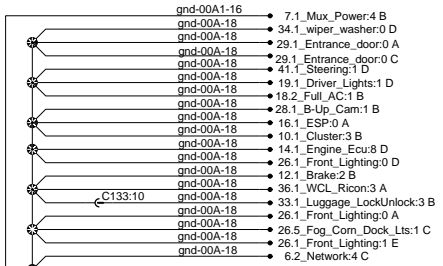 gnd-00A1-16 7.1_Mux_Power:4 B
gnd-00A-18 34.1_wiper_washer:0 D
gnd-00A-18 29.1_Entrance_door:0 A
gnd-00A-18 29.1_Entrance_door:0 C
gnd-00A-18 41.1_Steering:1 D
gnd-00A-18 19.1_Driver_Lights:1 D
gnd-00A-18 18.2_Full_AC:1 B
gnd-00A-18 28.1_B-Up_Cam:1 B
gnd-00A-18 16.1_ESP:0 A
gnd-00A-18 10.1_Cluster:3 B
gnd-00A-18 14.1_Engine_Ecu:8 D
gnd-00A-18 26.1_Front_Lighting:0 D
gnd-00A-18 12.1_Brake:2 B
gnd-00A-18 36.1_WCL_Ricon:3 A
C133:10 gnd-00A-18 33.1_Luggage_LockUnlock:3 B
gnd-00A-18 26.1_Front_Lighting:0 A
gnd-00A-18 26.5_Fog_Corn_Dock_Lts:1 C
gnd-00A-18 26.1_Front_Lighting:1 E
gnd-00A-18 6.2_Network:4 C